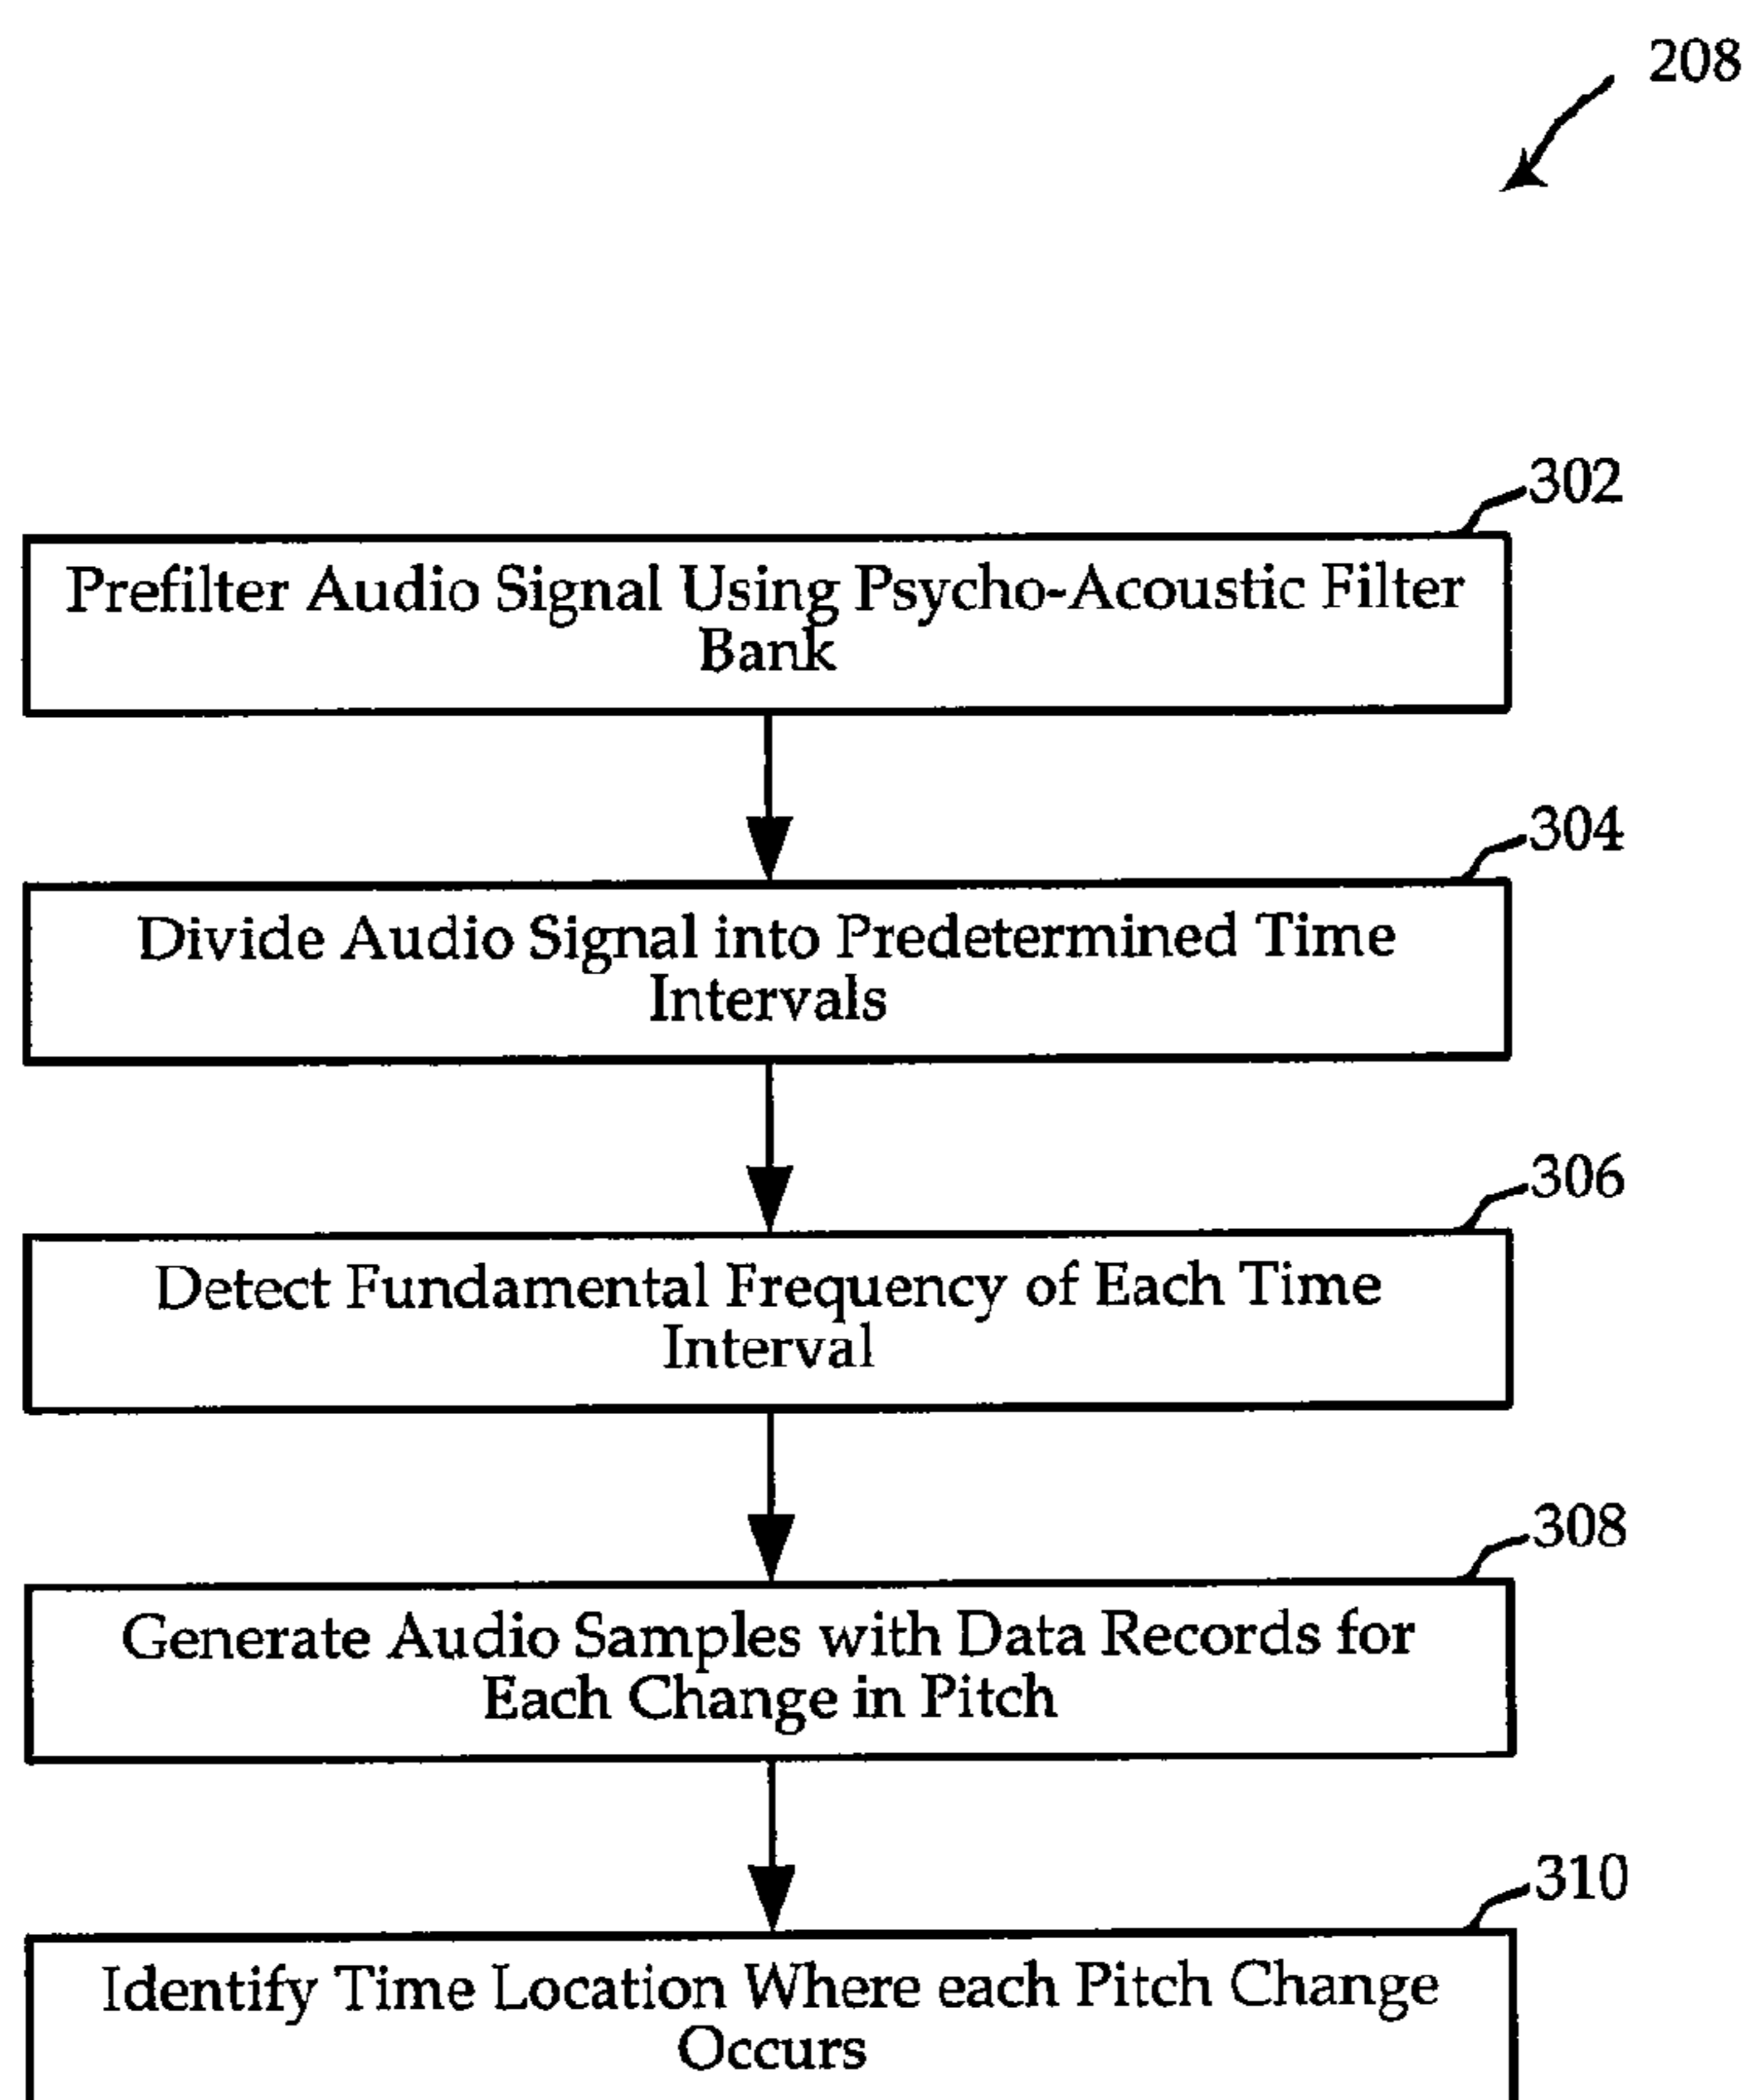 208
302
Prefilter Audio Signal Using Psycho-Acoustic Filter
Bank
304
Divide Audio Signal into Predetermined Time
Intervals
306
Detect Fundamental Frequency of Each Time
Interval
308
Generate Audio Samples with Data Records for
Each Change in Pitch
310
Identify Time Location Where each Pitch Change
Occurs